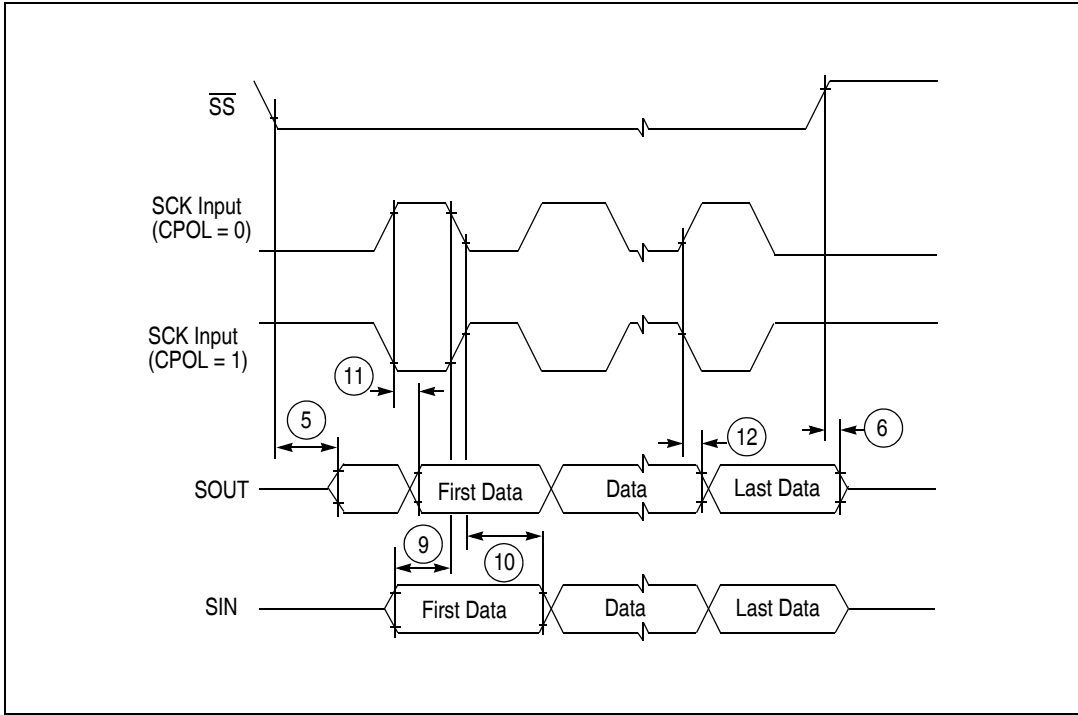 SS
SCK Input
(CPOL = 0)
SCK Input
(CPOL = 1)
11
5
12
6
SOUT
First Data
Data
Last Data
9
10
SIN
First Data
Data
Last Data